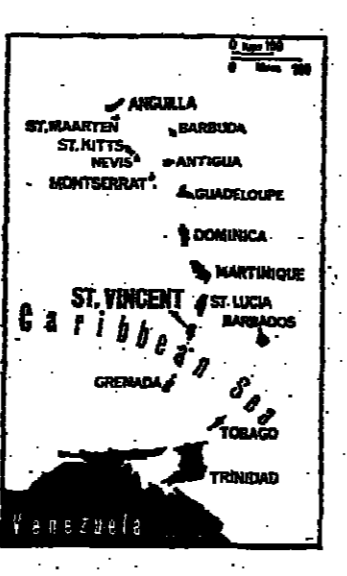 ANGUILLA
ST. MAARTEN
BARBUDA
ST. KITTS
NEVIS
ANTIGUA
MONTSERRAT
GUADELOUPE
DOMINICA
MARTINIQUE
ST. VINCENT
ST. LUCIA
BARBADOS
Caribbean Sea
GRENADA
TOBAGO
TRINIDAD
Venezuela